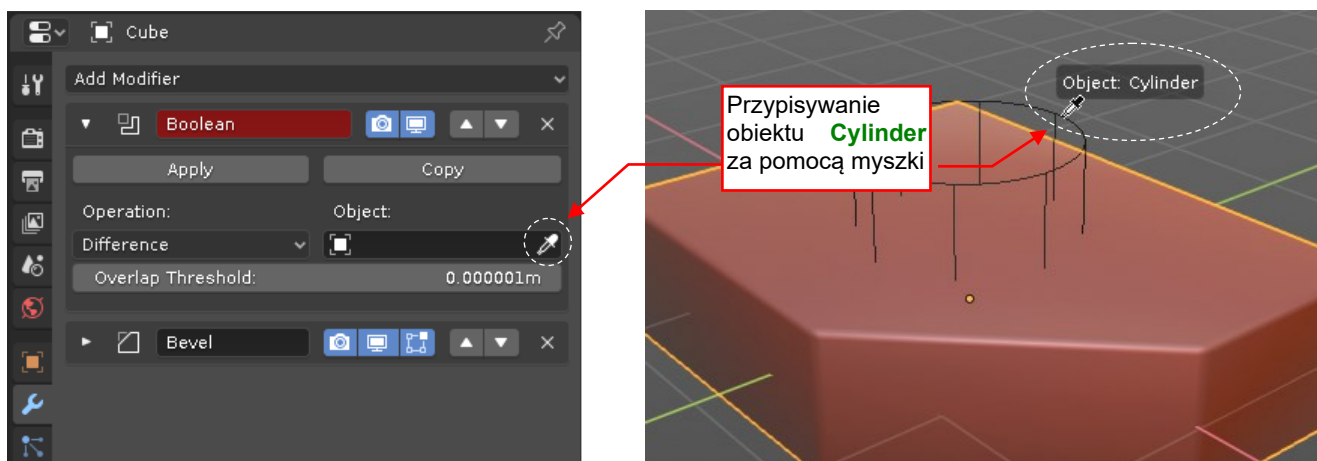 Cube
Add Modifier
Boolean
Apply Copy
Operation: Object:
Difference
Overlap Threshold: 0.000001m
Bevel
Object: Cylinder
Przypisywanie
obiektu Cylinder
za pomocą myszki